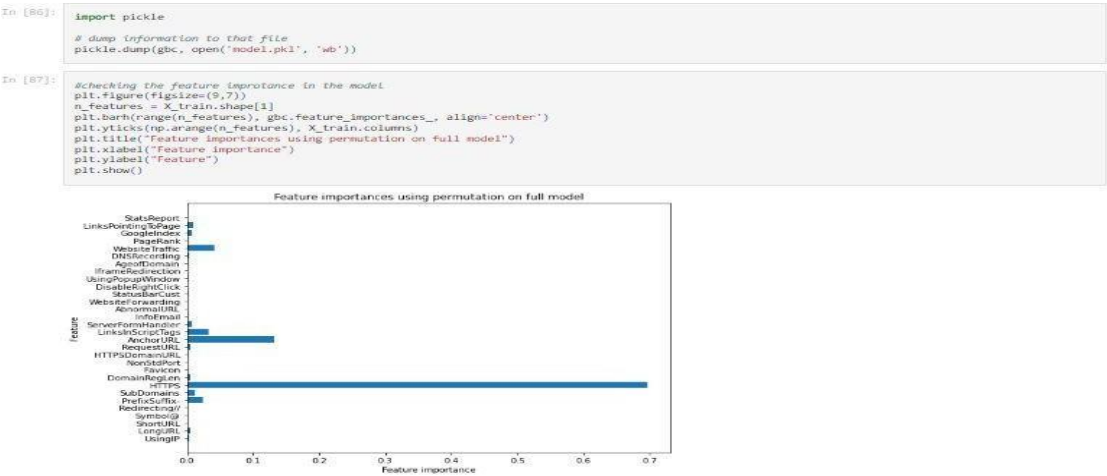 In [86]:
import pickle
# dump information to that file
pickle.dump(gbc, open('model.pkl', 'wb'))
In [87]:
#checking the feature improtance in the model
plt.figure(figsize=(9,7))
n_features = X_train.shape[1]
plt.barh(range(n_features), gbc.feature_importances_, align='center')
plt.yticks(np.arange(n_features), X_train.columns)
plt.title("Feature importances using permutation on full model")
plt.xlabel("Feature importance")
plt.ylabel("Feature")
plt.show()
Feature importances using permutation on full model
StatsReport
LinksPointingToPage
GoogleIndex
PageRank
WebsiteTraffic
DNSRecording
AgeofDomain
IframeRedirection
UsingPopupWindow
DisableRightClick
StatusBarCust
WebsiteForwarding
AbnormalURL
InfoEmail
ServerFormHandler
LinksInScriptTags
AnchorURL
RequestURL
HTTPSDomainURL
NonStdPort
Favicon
DomainRegLen
HTTPS
SubDomains
PrefixSuffix-
Redirecting//
Symbol@
ShortURL
LongURL
UsingIP
Feature
0.0 0.1 0.2 0.3 0.4 0.5 0.6 0.7
Feature importance